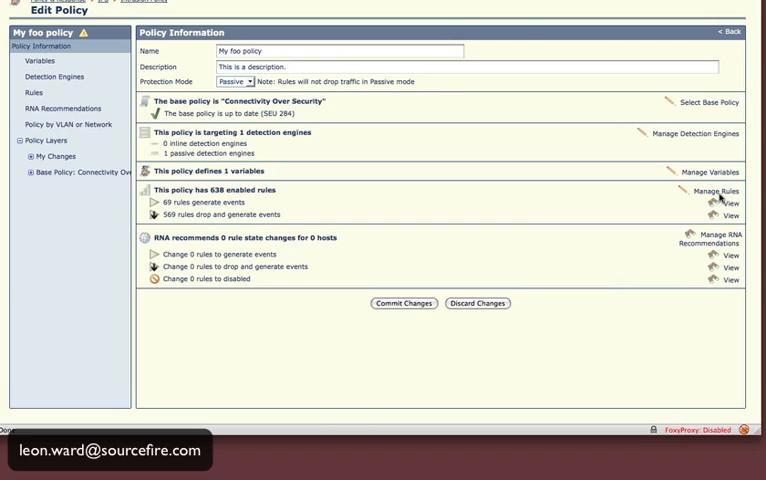 Policy & Response > IPS > Intrusion Policy
Edit Policy
My foo policy
Policy Information
Variables
Detection Engines
Rules
RNA Recommendations
Policy by VLAN or Network
Policy Layers
My Changes
Base Policy: Connectivity Ove
Policy Information
< Back
Name My foo policy
Description This is a description.
Protection Mode Passive Note: Rules will not drop traffic in Passive mode
The base policy is "Connectivity Over Security" Select Base Policy
The base policy is up to date (SEU 284)
This policy is targeting 1 detection engines Manage Detection Engines
0 inline detection engines
1 passive detection engines
This policy defines 1 variables Manage Variables
This policy has 638 enabled rules Manage Rules
69 rules generate events View
569 rules drop and generate events View
RNA recommends 0 rule state changes for 0 hosts Manage RNA
Recommendations
Change 0 rules to generate events View
Change 0 rules to drop and generate events View
Change 0 rules to disabled View
Commit Changes Discard Changes
Done FoxyProxy: Disabled
leon.ward@sourcefire.com